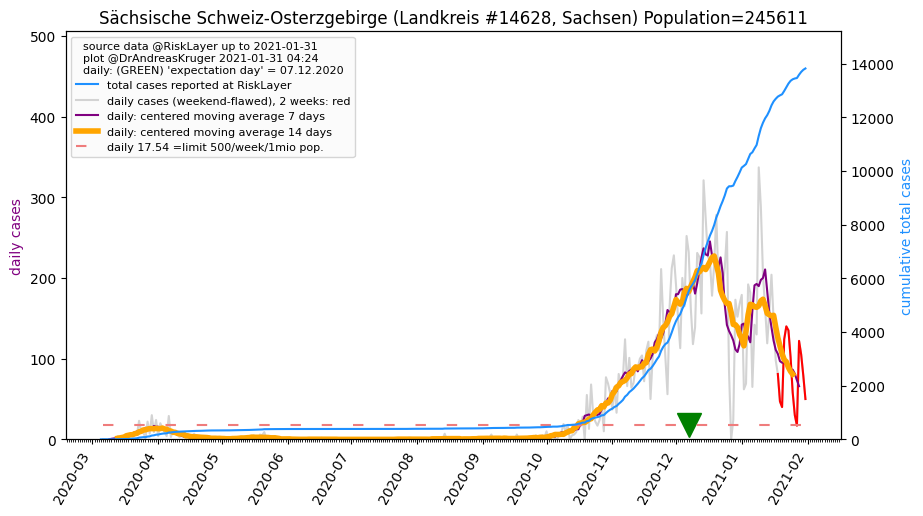 Sächsische Schweiz-Osterzgebirge (Landkreis #14628, Sachsen) Population=245611
source data @RiskLayer up to 2021-01-31
plot @DrAndreasKruger 2021-01-31 04:24
daily: (GREEN) 'expectation day' = 07.12.2020
total cases reported at RiskLayer
daily cases (weekend-flawed), 2 weeks: red
daily: centered moving average 7 days
daily: centered moving average 14 days
daily 17.54 =limit 500/week/1mio pop.
daily cases
500
400
300
200
100
0
cumulative total cases
14000
12000
10000
8000
6000
4000
2000
0
2020-03
2020-04
2020-05
2020-06
2020-07
2020-08
2020-09
2020-10
2020-11
2020-12
2021-01
2021-02